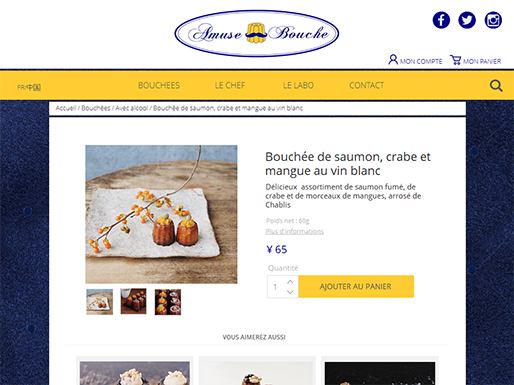 Amuse Bouche
MON COMPTE MON PANIER
FR/中国
BOUCHEES LE CHEF LE LABO CONTACT
Accueil / Bouchées / Avec alcool / Bouchée de saumon, crabe et mangue au vin blanc
Bouchée de saumon, crabe et
mangue au vin blanc
Délicieux assortiment de saumon fumé, de
crabe et de morceaux de mangues, arrosé de
Chablis
Poids net : 60g
Plus d'informations
¥ 65
Quantité
1 AJOUTER AU PANIER
VOUS AIMEREZ AUSSI